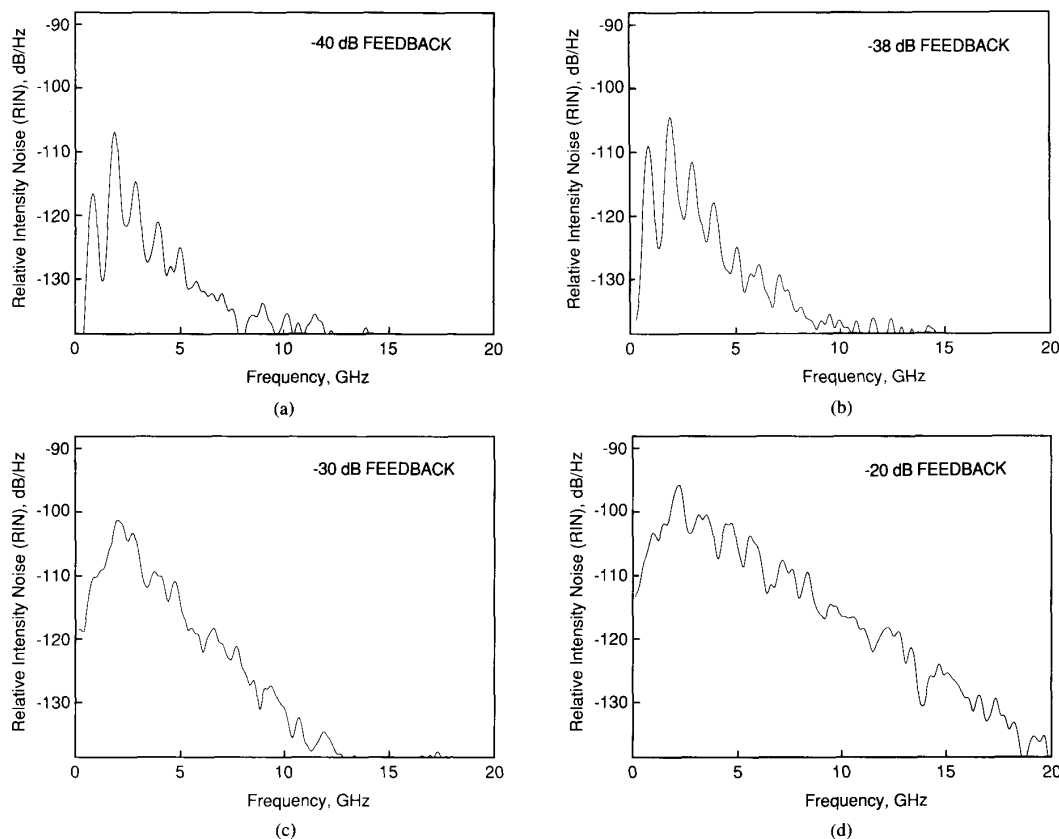 -40 dB FEEDBACK
Relative Intensity Noise (RIN), dB/Hz
-90
-100
-110
-120
-130
0
5
10
15
20
Frequency, GHz
(a)
-38 dB FEEDBACK
Relative Intensity Noise (RIN), dB/Hz
-90
-100
-110
-120
-130
0
5
10
15
20
Frequency, GHz
(b)
-30 dB FEEDBACK
Relative Intensity Noise (RIN), dB/Hz
-90
-100
-110
-120
-130
0
5
10
15
20
Frequency, GHz
(c)
-20 dB FEEDBACK
Relative Intensity Noise (RIN), dB/Hz
-90
-100
-110
-120
-130
0
5
10
15
20
Frequency, GHz
(d)